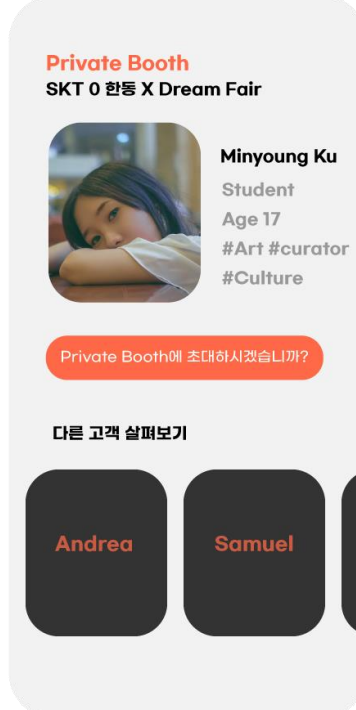 Private Booth
SKT 0 한동 X Dream Fair
Minyoung Ku
Student
Age 17
#Art #curator
#Culture
Private Booth에 초대하시겠습니까?
다른 고객 살펴보기
Andrea
Samuel